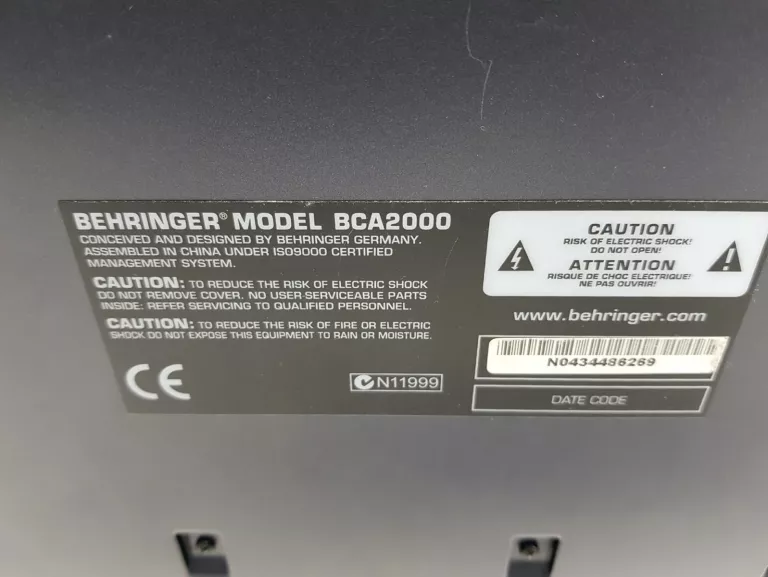 BEHRINGER® MODEL BCA2000
CONCEIVED AND DESIGNED BY BEHRINGER GERMANY.
ASSEMBLED IN CHINA UNDER ISO9000 CERTIFIED
MANAGEMENT SYSTEM.
CAUTION: TO REDUCE THE RISK OF ELECTRIC SHOCK
DO NOT REMOVE COVER. NO USER-SERVICEABLE PARTS
INSIDE: REFER SERVICING TO QUALIFIED PERSONNEL.
CAUTION: TO REDUCE THE RISK OF FIRE OR ELECTRIC
SHOCK DO NOT EXPOSE THIS EQUIPMENT TO RAIN OR MOISTURE.
CE
N11999
CAUTION
RISK OF ELECTRIC SHOCK!
DO NOT OPEN!
ATTENTION
RISQUE DE CHOC ELECTRIQUE!
NE PAS OUVRIR!
www.behringer.com
N0434486269
DATE CODE